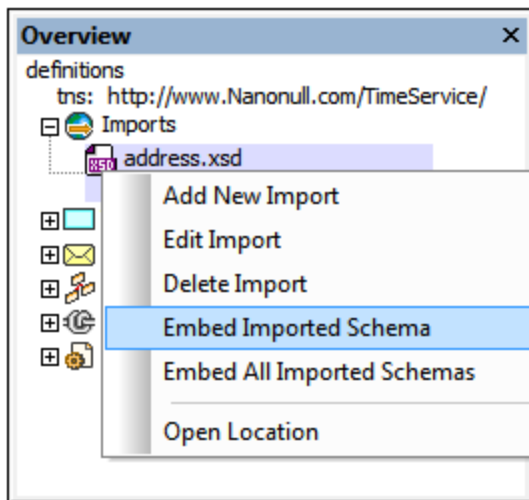 Overview
definitions
tns: http://www.Nanonull.com/TimeService/
Imports
XSD address.xsd
Add New Import
Edit Import
Delete Import
Embed Imported Schema
Embed All Imported Schemas
Open Location